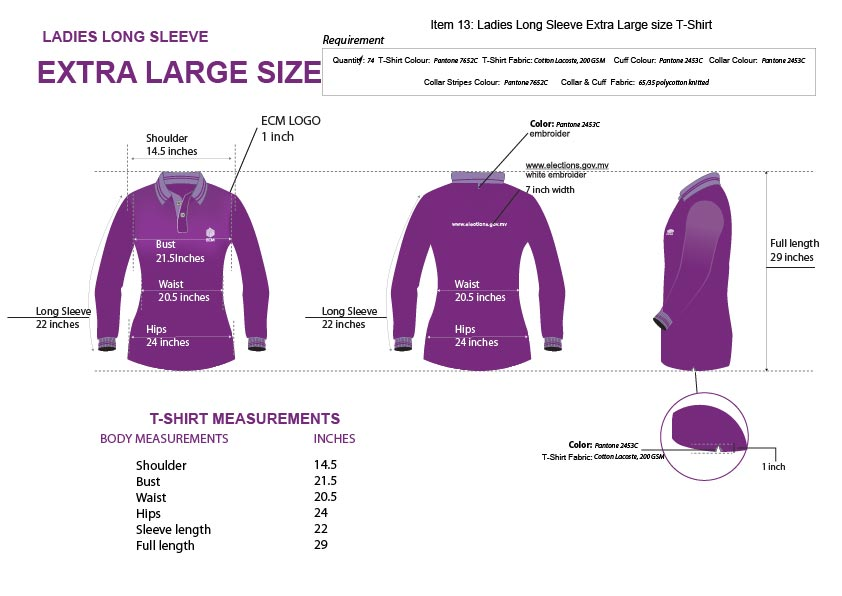 Item 13: Ladies Long Sleeve Extra Large size T-Shirt
LADIES LONG SLEEVE
EXTRA LARGE SIZE
Requirement
Quantity: 74 T-Shirt Colour: Pantone 7652C T-Shirt Fabric: Cotton Lacoste, 200 GSM Cuff Colour: Pantone 2453C Collar Colour: Pantone 2453C
Collar Stripes Colour: Pantone 7652C Collar & Cuff Fabric: 65/35 polycotton knitted
ECM LOGO
1 inch
Shoulder
14.5 inches
Color: Pantone 2453C
embroider
www.elections.gov.mv
white embroider
7 inch width
www.elections.gov.mv
ECM
Bust
21.5Inches
Waist
20.5 inches
Hips
24 inches
Long Sleeve
22 inches
Waist
20.5 inches
Hips
24 inches
Long Sleeve
22 inches
Full length
29 inches
T-SHIRT MEASUREMENTS
BODY MEASUREMENTS INCHES
Shoulder 14.5
Bust 21.5
Waist 20.5
Hips 24
Sleeve length 22
Full length 29
Color: Pantone 2453C
T-Shirt Fabric: Cotton Lacoste, 200 GSM
1 inch